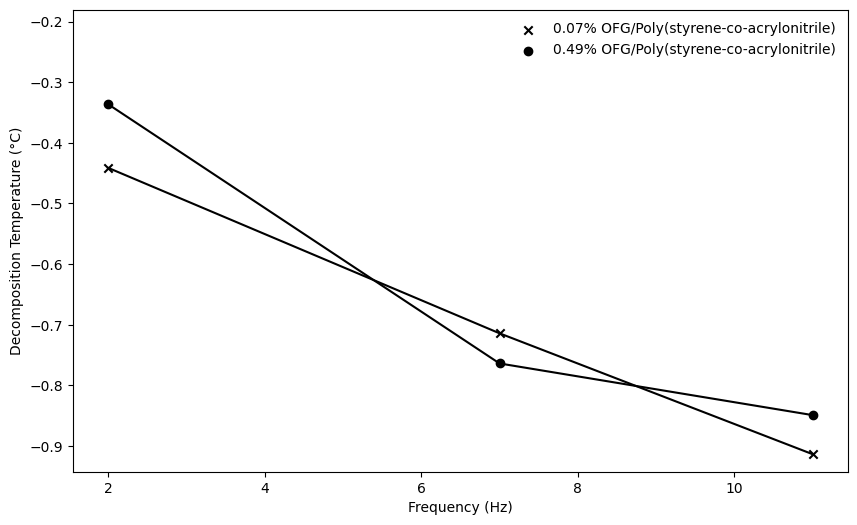 0.07% OFG/Poly(styrene-co-acrylonitrile)
0.49% OFG/Poly(styrene-co-acrylonitrile)
Decomposition Temperature (°C)
−0.2
−0.3
−0.4
−0.5
−0.6
−0.7
−0.8
−0.9
2 4 6 8 10
Frequency (Hz)